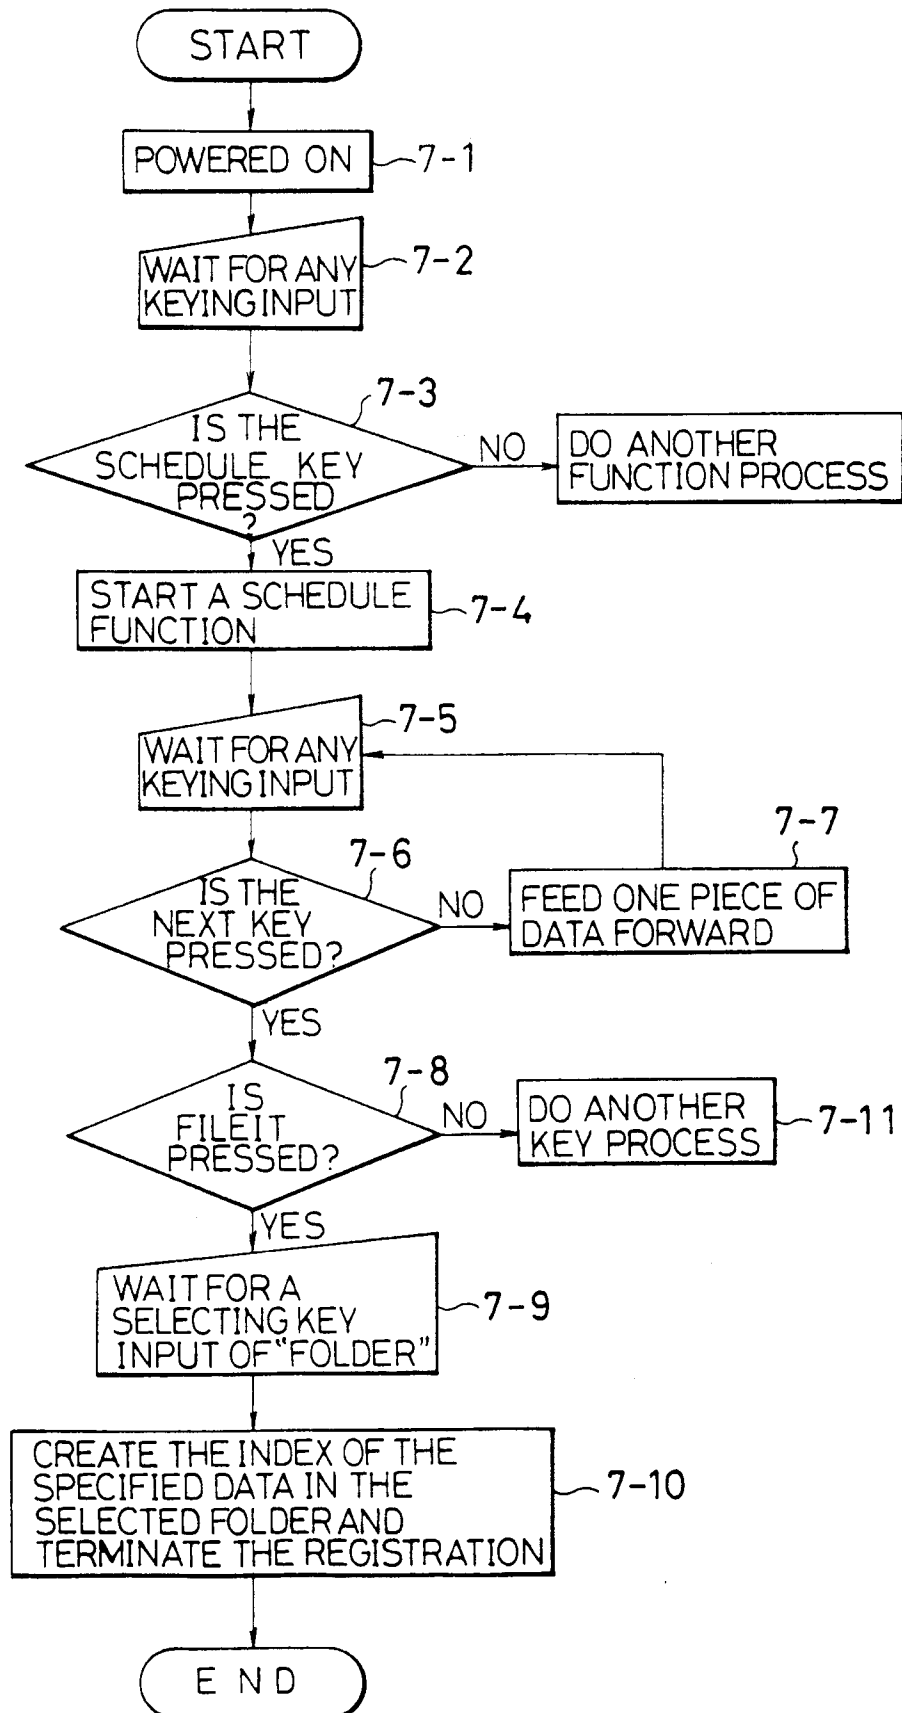 START
POWERED ON
7-1
WAIT FOR ANY
KEYING INPUT
7-2
7-3
IS THE
SCHEDULE KEY
PRESSED
?
NO
DO ANOTHER
FUNCTION PROCESS
YES
START A SCHEDULE
FUNCTION
7-4
WAIT FOR ANY
KEYING INPUT
7-5
7-6
IS THE
NEXT KEY
PRESSED?
NO
7-7
FEED ONE PIECE OF
DATA FORWARD
YES
7-8
IS
FILEIT
PRESSED?
NO
DO ANOTHER
KEY PROCESS
7-11
YES
WAIT FOR A
SELECTING KEY
INPUT OF "FOLDER"
7-9
CREATE THE INDEX OF THE
SPECIFIED DATA IN THE
SELECTED FOLDER AND
TERMINATE THE REGISTRATION
7-10
END